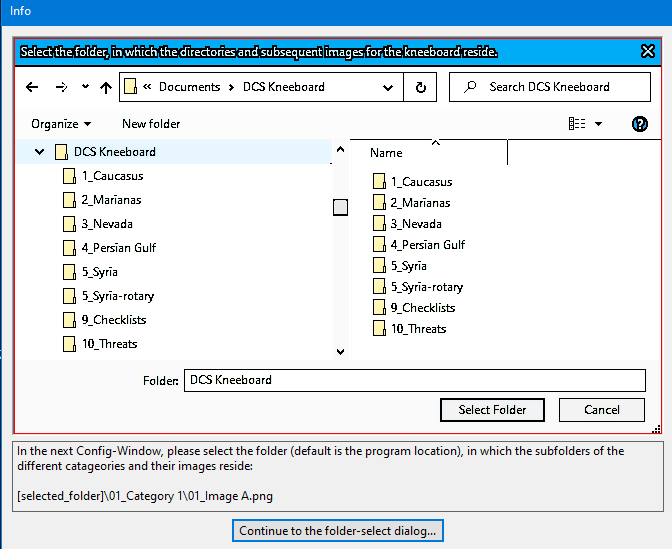 Info
Select the folder, in which the directories and subsequent images for the kneeboard reside.
« Documents > DCS Kneeboard
Search DCS Kneeboard
Organize
New folder
DCS Kneeboard
1_Caucasus
2_Marianas
3_Nevada
4_Persian Gulf
5_Syria
5_Syria-rotary
9_Checklists
10_Threats
Name
1_Caucasus
2_Marianas
3_Nevada
4_Persian Gulf
5_Syria
5_Syria-rotary
9_Checklists
10_Threats
Folder: DCS Kneeboard
Select Folder
Cancel
In the next Config-Window, please select the folder (default is the program location), in which the subfolders of the
different catageories and their images reside:
[selected_folder]\01_Category 1\01_Image A.png
Continue to the folder-select dialog...